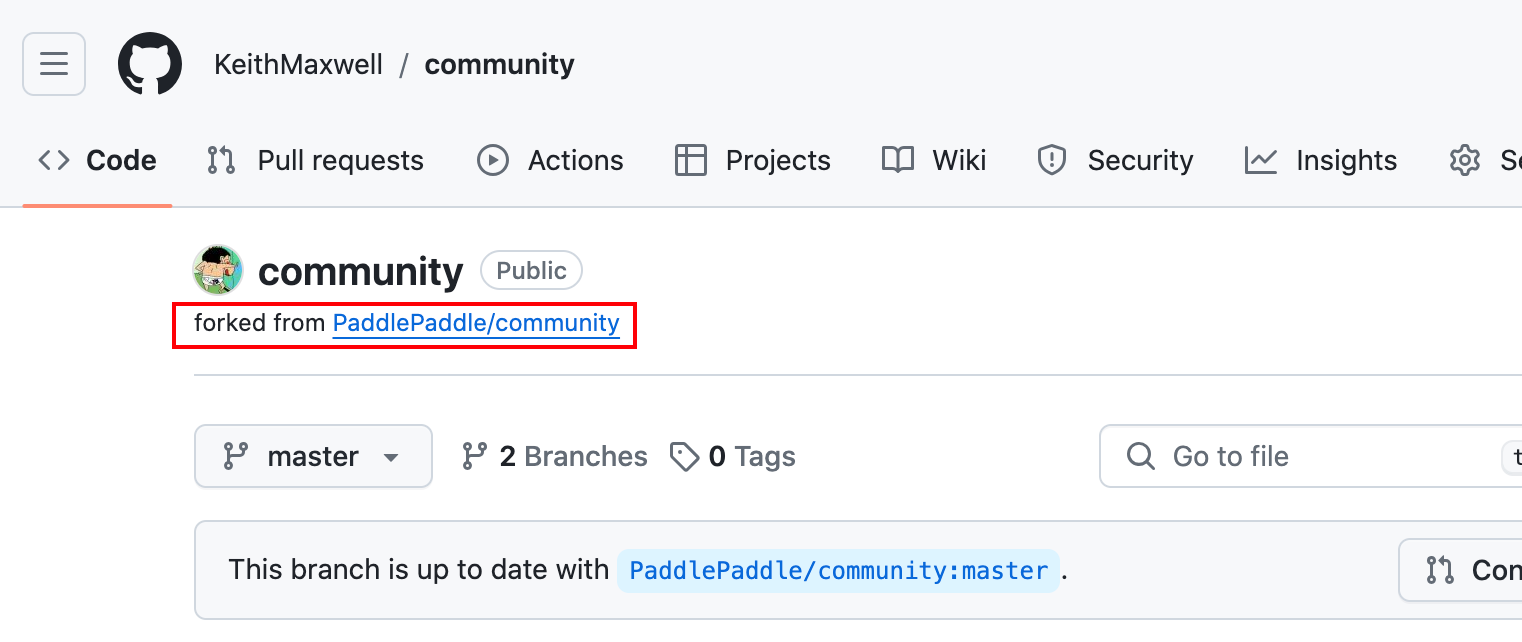 KeithMaxwell / community
Code Pull requests Actions Projects Wiki Security Insights
community Public
forked from PaddlePaddle/community
master 2 Branches 0 Tags Go to file t
This branch is up to date with PaddlePaddle/community:master. Con